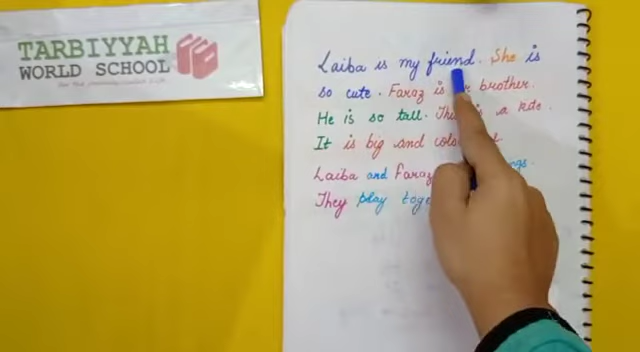 TARBIYYAH
WORLD SCHOOL
Laiba is my friend. She is
so cute. Faraz is brother.
He is so tall. is a kite.
It is big and
Laiba and Faraz
They play